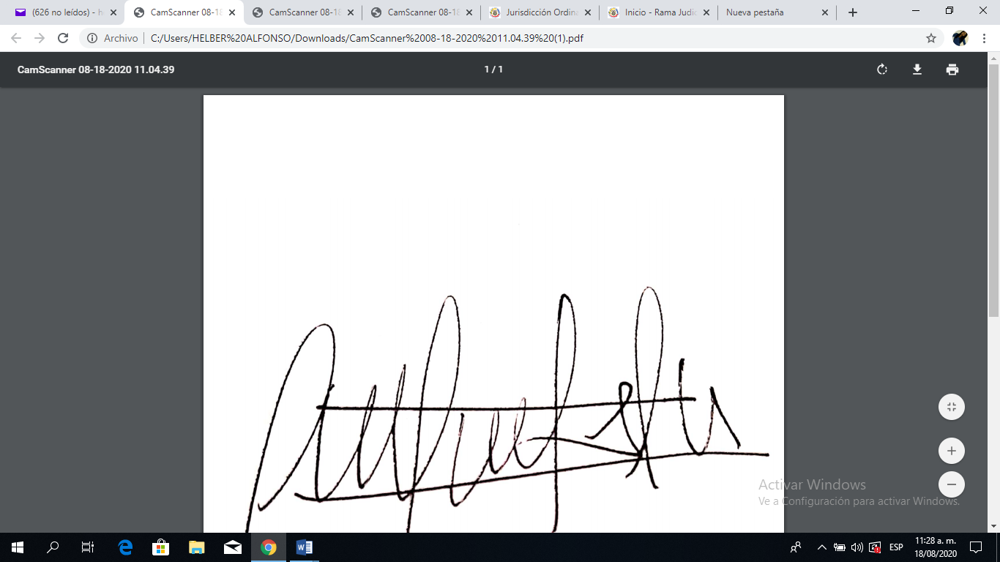 (626 no leídos) - h
CamScanner 08-18
CamScanner 08-18
CamScanner 08-18
Jurisdicción Ordina
Inicio - Rama Judic
Nueva pestaña
Archivo C:/Users/HELBER%20ALFONSO/Downloads/CamScanner%2008-18-2020%2011.04.39%20(1).pdf
CamScanner 08-18-2020 11.04.39
1 / 1
Activar Windows
Ve a Configuración para activar Windows.
ESP
11:28 a. m.
18/08/2020